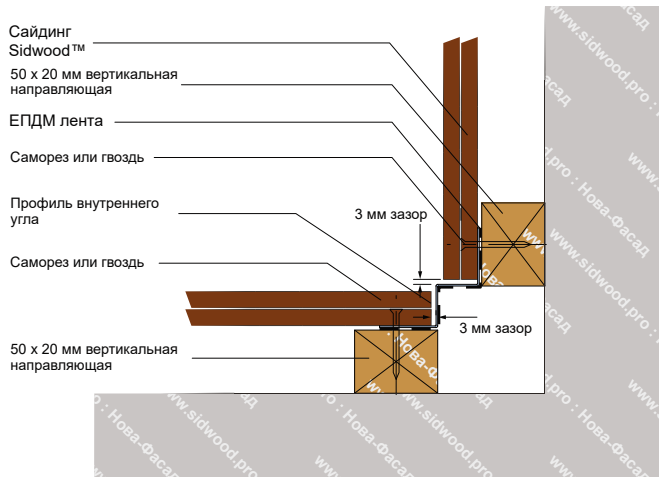 Сайдинг
Sidwood™
50 x 20 мм вертикальная
направляющая
ЕПДМ лента
Саморез или гвоздь
Профиль внутреннего
угла
3 мм зазор
Саморез или гвоздь
3 мм зазор
50 x 20 мм вертикальная
направляющая
www.sidwood.pro : Нова-Фасад